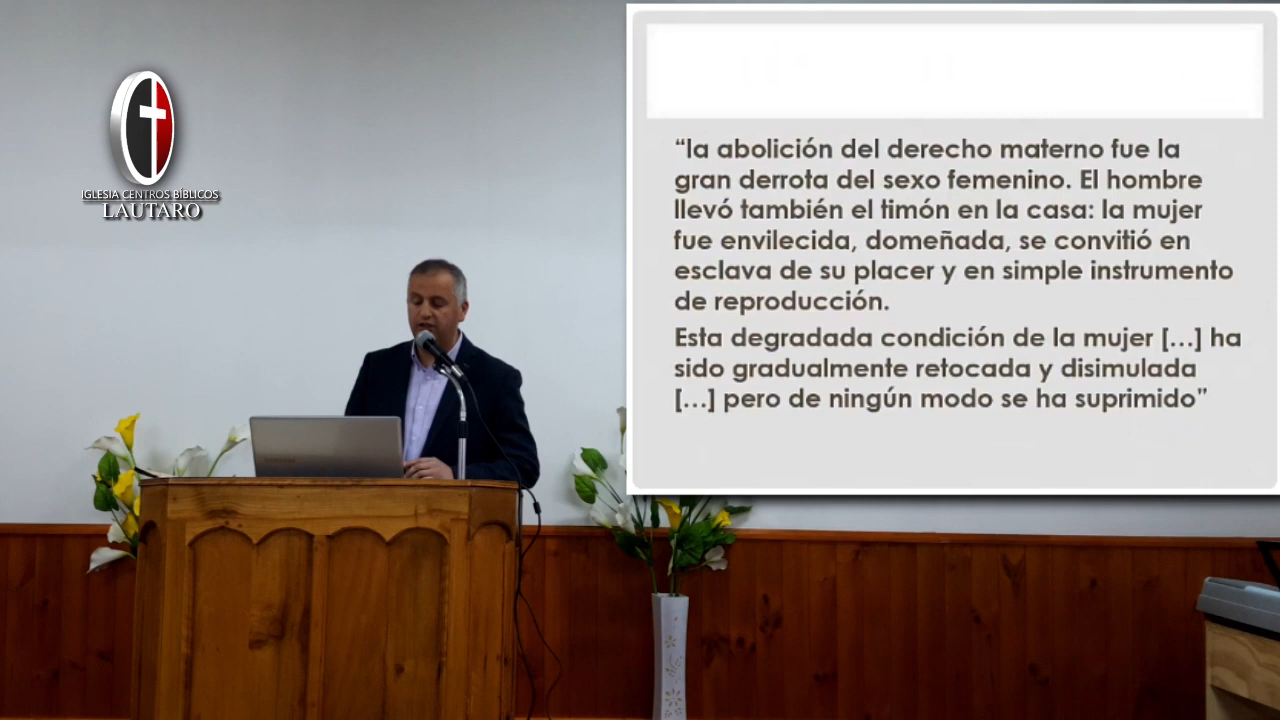 IGLESIA CENTROS BÍBLICOS
LAUTARO
“la abolición del derecho materno fue la
gran derrota del sexo femenino. El hombre
llevó también el timón en la casa: la mujer
fue envilecida, domeñada, se convitió en
esclava de su placer y en simple instrumento
de reproducción.
Esta degradada condición de la mujer […] ha
sido gradualmente retocada y disimulada
[…] pero de ningún modo se ha suprimido”